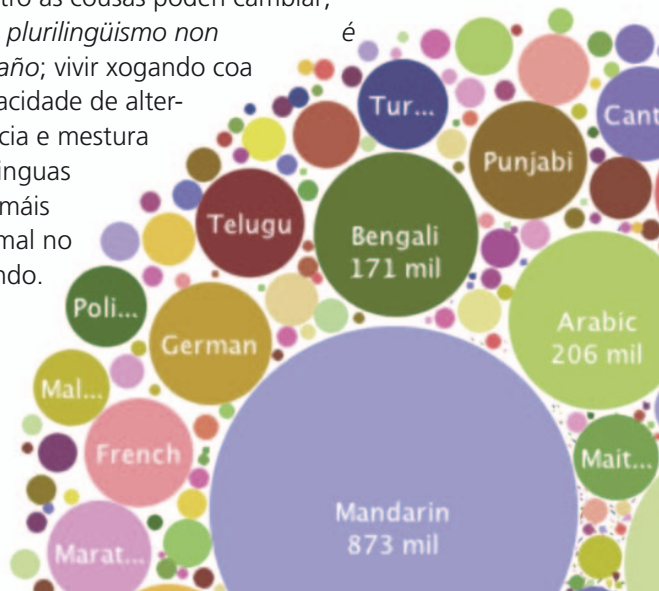 tro as cousas poden cambiar,
plurilingüismo non é
año; vivir xogando coa
acidade de alter-
cia e mestura
inguas
máis
mal no
ndo.
Tur...
Cant
Punjabi
Telugu
Bengali
171 mil
Poli...
German
Arabic
206 mil
Mal...
French
Mait...
Mandarin
873 mil
Marat...